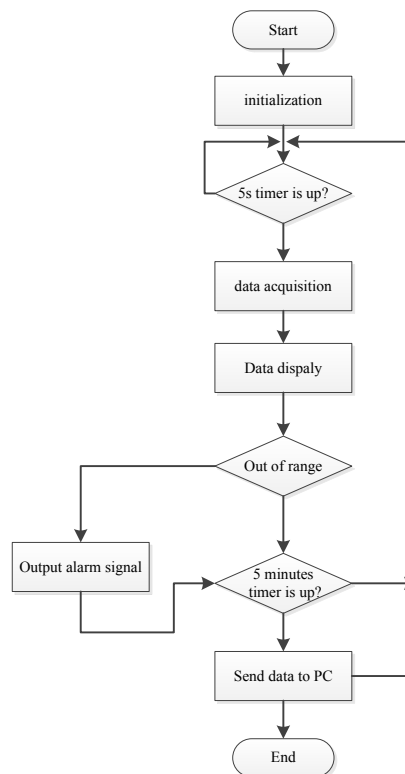 Start
initialization
5s timer is up?
data acquisition
Data dispaly
Out of range
Output alarm signal
5 minutes
timer is up?
Send data to PC
End